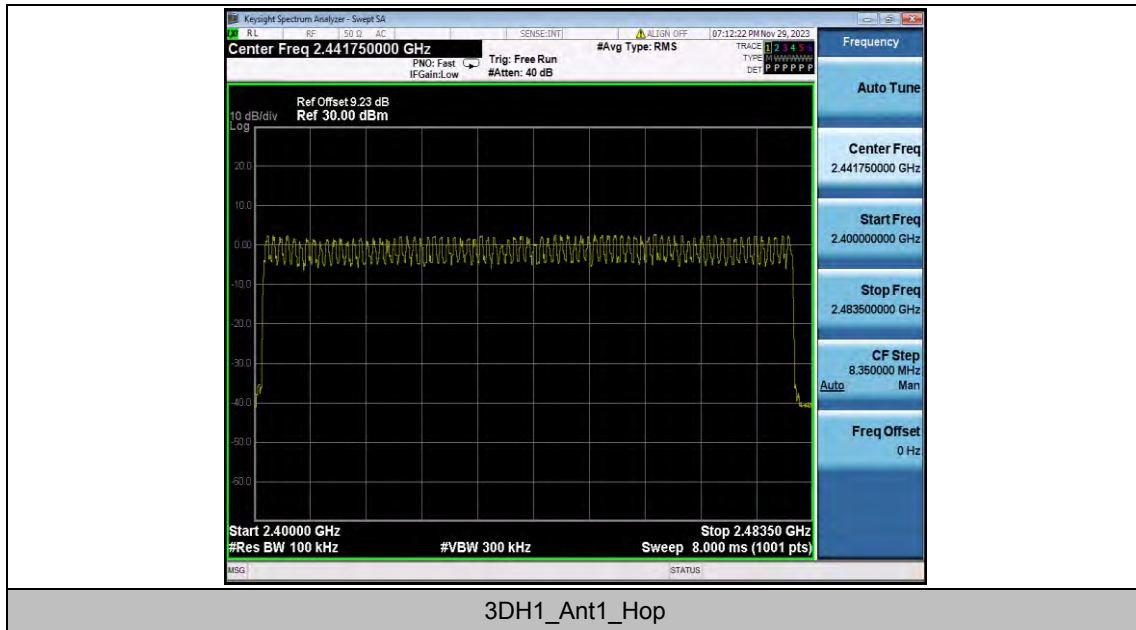 Keysight Spectrum Analyzer - Swept SA
RL RF 50 Ω AC SENSE:INT ALIGN OFF 07:12:22 PM Nov 29, 2023
Center Freq 2.441750000 GHz
#Avg Type: RMS
TRACE 1 2 3 4 5 6
TYPE M WWWWW
DET P P P P P P
PNO: Fast
IFGain:Low
Trig: Free Run
#Atten: 40 dB
Ref Offset 9.23 dB
10 dB/div Ref 30.00 dBm
Log
20.0
10.0
0.00
-10.0
-20.0
-30.0
-40.0
-50.0
-60.0
Start 2.40000 GHz Stop 2.48350 GHz
#Res BW 100 kHz #VBW 300 kHz Sweep 8.000 ms (1001 pts)
MSG STATUS
Frequency
Auto Tune
Center Freq
2.441750000 GHz
Start Freq
2.400000000 GHz
Stop Freq
2.483500000 GHz
CF Step
8.350000 MHz
Auto Man
Freq Offset
0 Hz
3DH1_Ant1_Hop